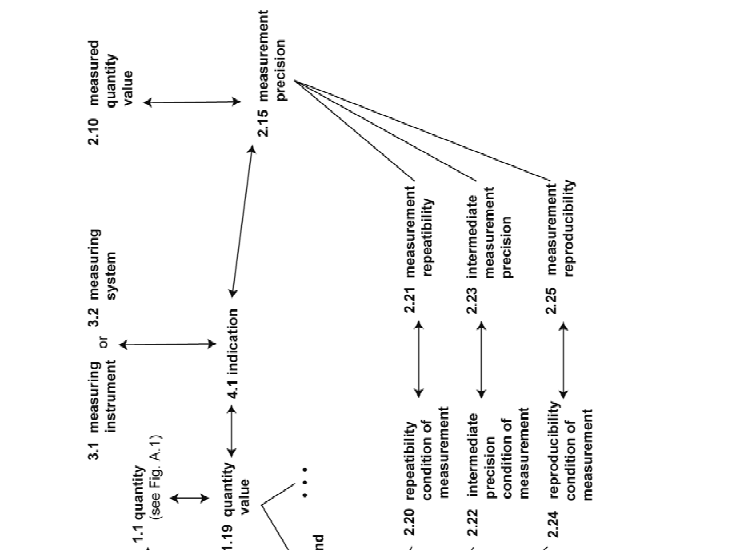 2.10 measured
quantity
value
2.15 measurement
precision
3.1 measuring
instrument
or
3.2 measuring
system
4.1 indication
1.1 quantity
(see Fig. A.1)
1.19 quantity
value
...
nd
2.21 measurement
repeatibility
2.23 intermediate
measurement
precision
2.25 measurement
reproducibility
2.20 repeatibility
condition of
measurement
2.22 intermediate
precision
condition of
measurement
2.24 reproducibility
condition of
measurement